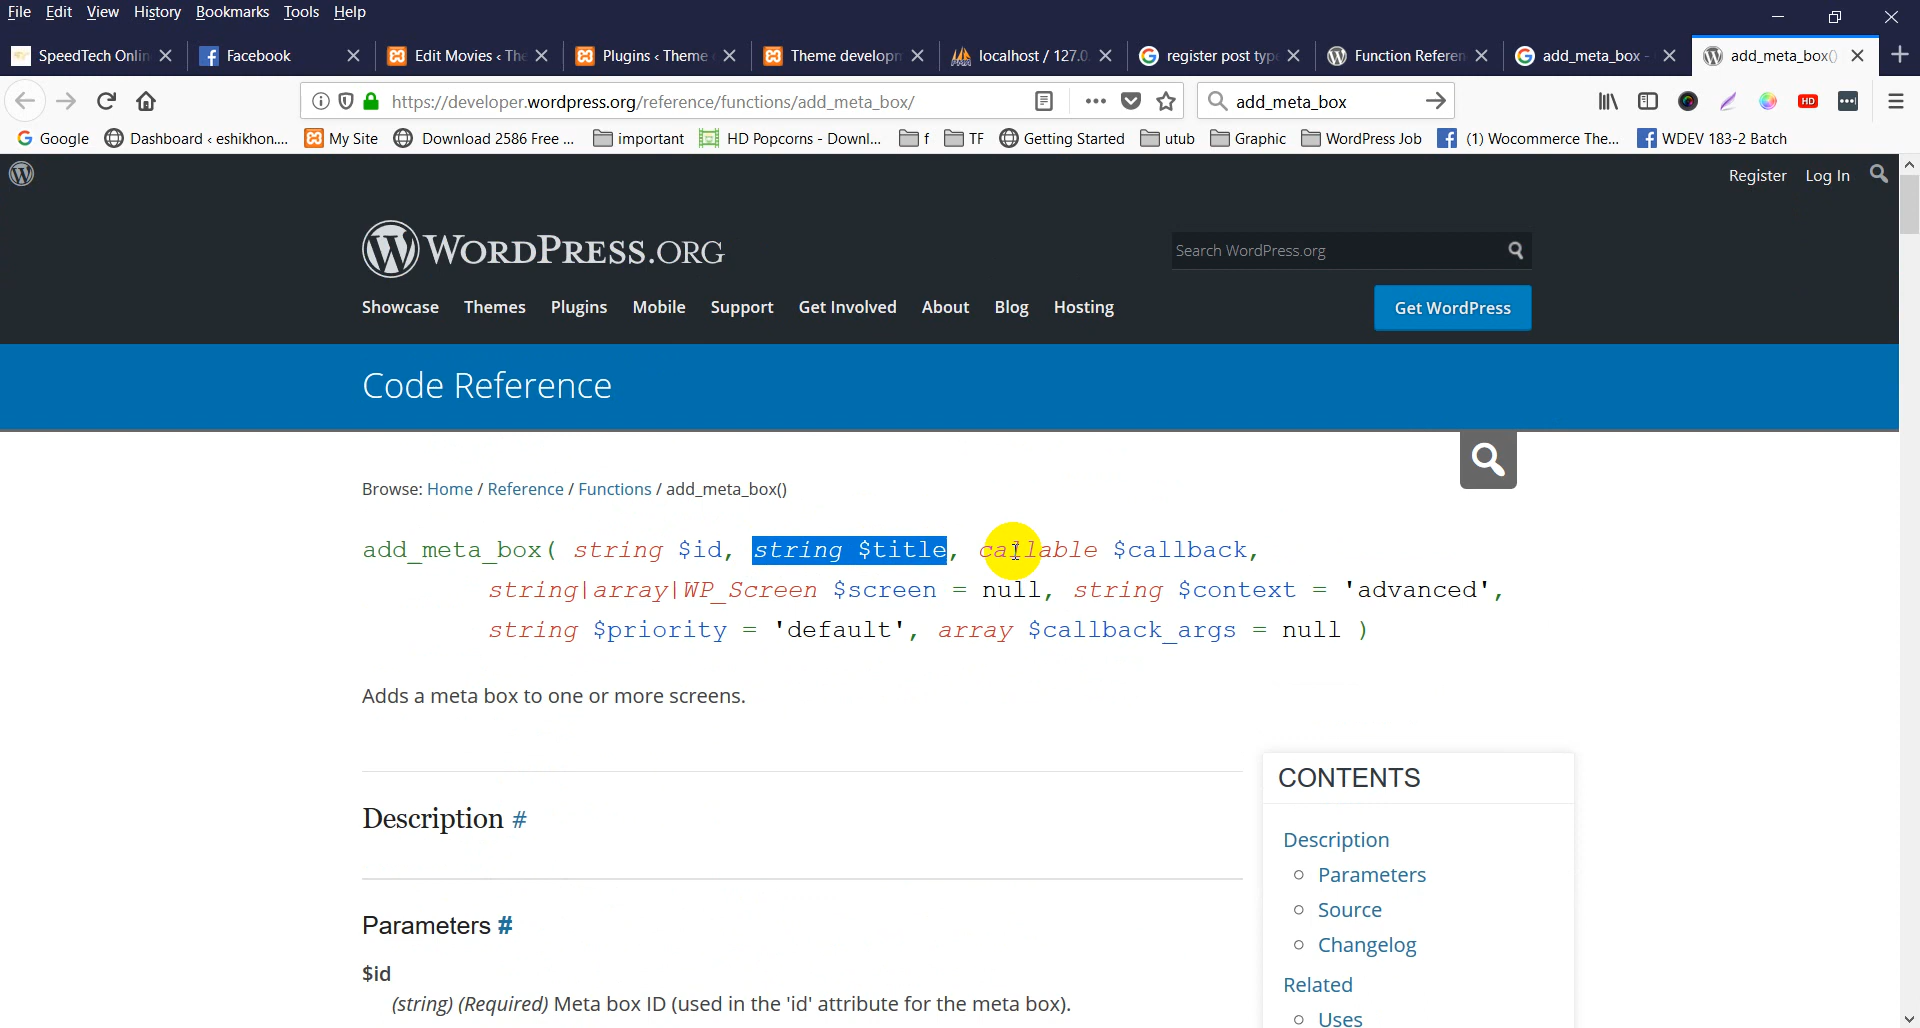 File Edit View History Bookmarks Tools Help
SpeedTech Onlin Facebook Edit Movies ‹ The Plugins ‹ Theme Theme developm localhost / 127.0. register post type Function Referen add_meta_box - add_meta_box()
https://developer.wordpress.org/reference/functions/add_meta_box/ add_meta_box HD
Google Dashboard ‹ eshikhon.... My Site Download 2586 Free ... important HD Popcorns - Downl... f TF Getting Started utub Graphic WordPress Job (1) Wocommerce The... WDEV 183-2 Batch
Register Log In
WORDPRESS.ORG
Search WordPress.org
Showcase Themes Plugins Mobile Support Get Involved About Blog Hosting Get WordPress
Code Reference
Browse: Home / Reference / Functions / add_meta_box()
add_meta_box( string $id, string $title, callable $callback,
string|array|WP_Screen $screen = null, string $context = 'advanced',
string $priority = 'default', array $callback_args = null )
Adds a meta box to one or more screens.
CONTENTS
Description #
Description
Parameters
Source
Parameters #
Changelog
$id
Related
(string) (Required) Meta box ID (used in the 'id' attribute for the meta box).
Uses